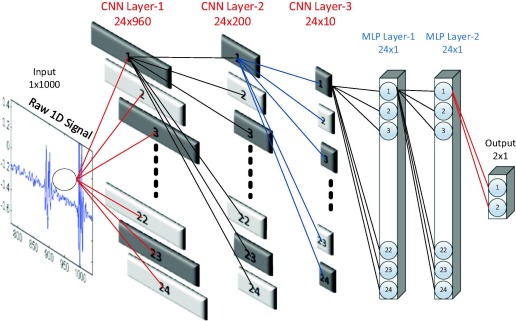 CNN Layer-1
24x960
CNN Layer-2
24x200
CNN Layer-3
24x10
MLP Layer-1
24x1
MLP Layer-2
24x1
Input
1x1000
Raw 1D Signal
0.4
0.2
0
-0.2
-0.4
-0.6
800
850
900
950
1000
1
2
3
22
23
24
1
2
3
22
23
24
1
2
3
23
24
1
2
3
22
23
24
1
2
3
22
23
24
Output
2x1
1
2